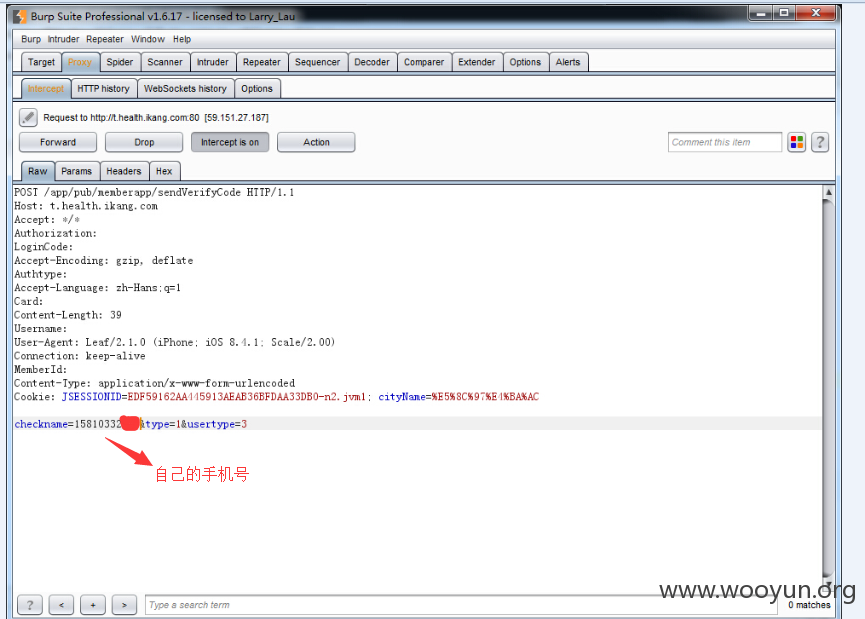 Burp Suite Professional v1.6.17 - licensed to Larry_Lau
Burp Intruder Repeater Window Help
Target Proxy Spider Scanner Intruder Repeater Sequencer Decoder Comparer Extender Options Alerts
Intercept HTTP history WebSockets history Options
Request to http://t.health.ikang.com:80 [59.151.27.187]
Forward Drop Intercept is on Action Comment this item ?
Raw Params Headers Hex
POST /app/pub/memberapp/sendVerifyCode HTTP/1.1
Host: t.health.ikang.com
Accept: */*
Authorization:
LoginCode:
Accept-Encoding: gzip, deflate
Authtype:
Accept-Language: zh-Hans;q=1
Card:
Content-Length: 39
Username:
User-Agent: Leaf/2.1.0 (iPhone; iOS 8.4.1; Scale/2.00)
Connection: keep-alive
MemberId:
Content-Type: application/x-www-form-urlencoded
Cookie: JSESSIONID=EDF59162AA445913AEAB36BFDAA33DB0-n2.jvm1; cityName=%E5%8C%97%E4%BA%AC
checkname=15810332 type=1&usertype=3
自己的手机号
www.wooyun.org
? < + > Type a search term 0 matches